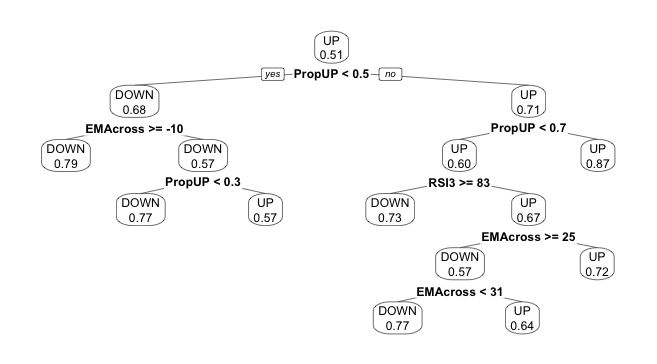 UP
0.51
yes PropUP < 0.5 no
DOWN
0.68
UP
0.71
EMAcross >= -10
PropUP < 0.7
DOWN
0.79
DOWN
0.57
UP
0.60
UP
0.87
PropUP < 0.3
RSI3 >= 83
DOWN
0.77
UP
0.57
DOWN
0.73
UP
0.67
EMAcross >= 25
DOWN
0.57
UP
0.72
EMAcross < 31
DOWN
0.77
UP
0.64